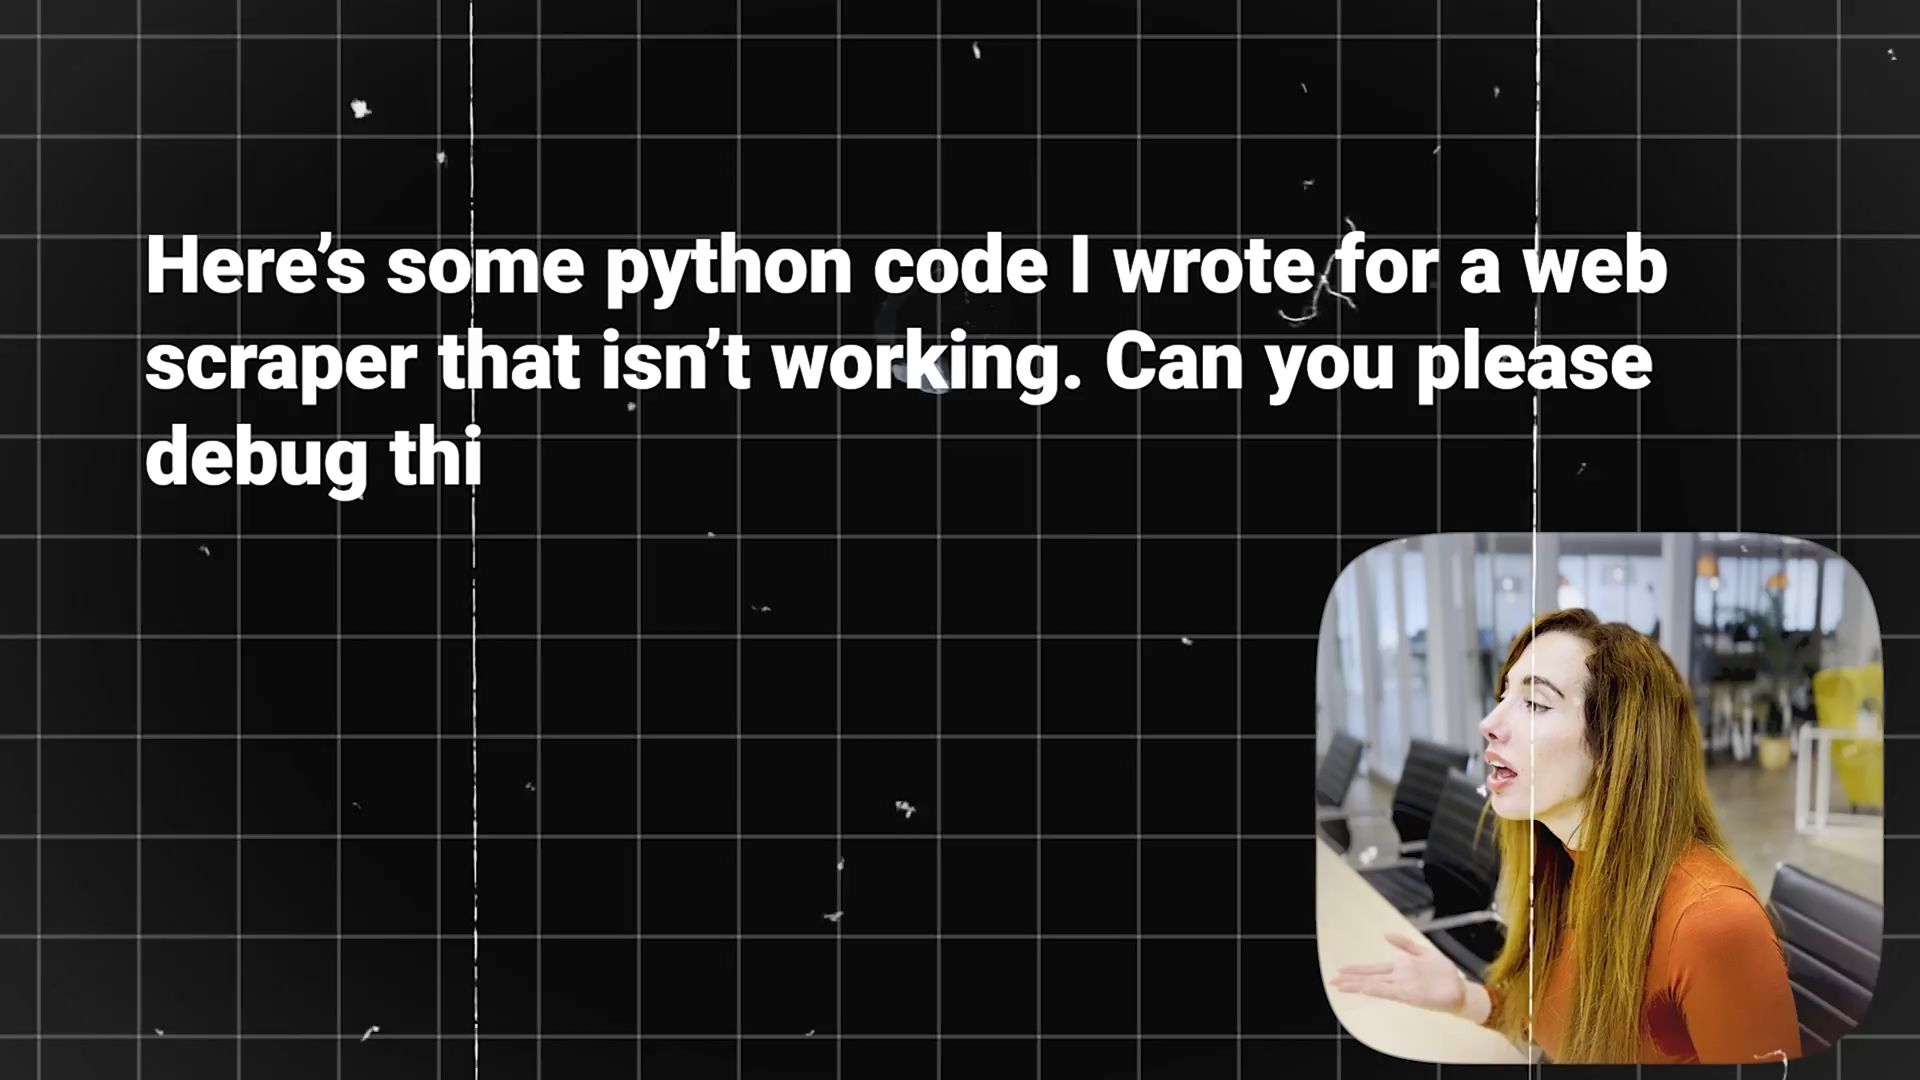 Here’s some python code I wrote for a web
scraper that isn’t working. Can you please
debug thi